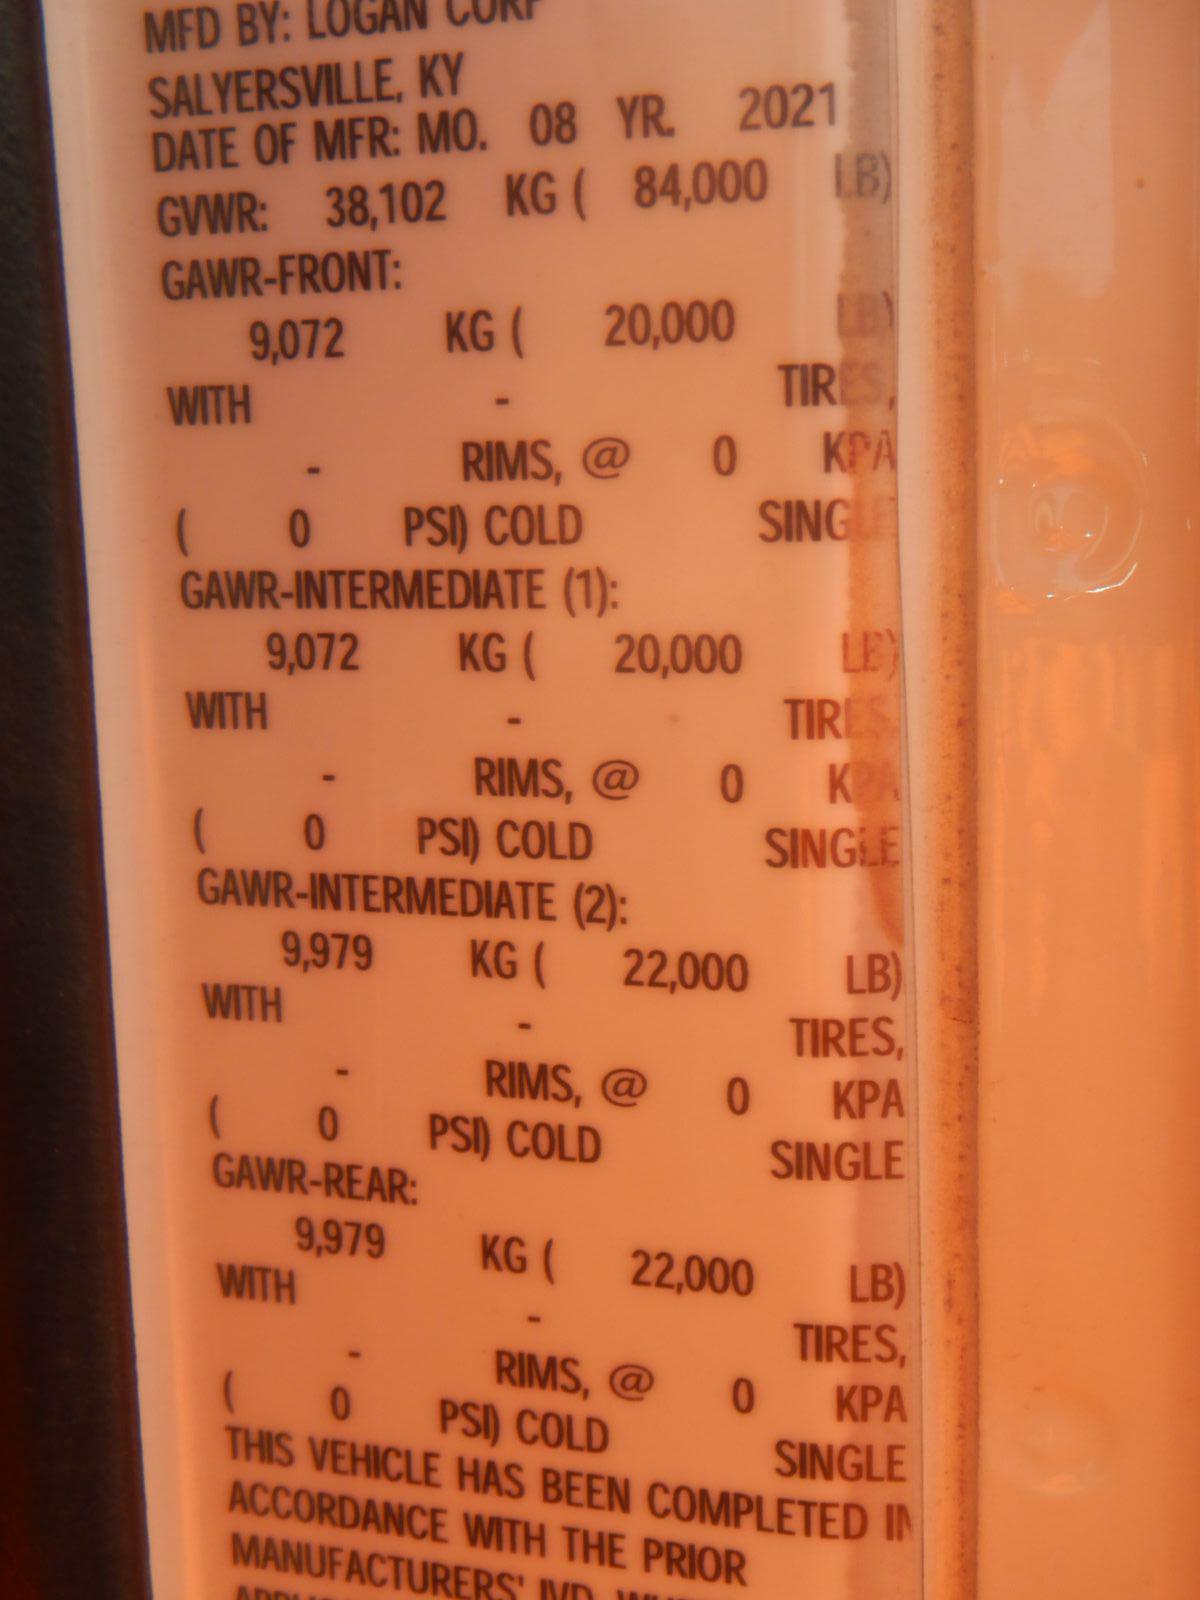 MFD BY: LOGAN CORP
SALYERSVILLE, KY
DATE OF MFR: MO. 08 YR. 2021
GVWR: 38,102 KG ( 84,000 LB)
GAWR-FRONT:
9,072 KG ( 20,000 LB)
WITH - TIRES,
- RIMS, @ 0 KPA
( 0 PSI) COLD SINGLE
GAWR-INTERMEDIATE (1):
9,072 KG ( 20,000 LB)
WITH - TIRES,
- RIMS, @ 0 KPA
( 0 PSI) COLD SINGLE
GAWR-INTERMEDIATE (2):
9,979 KG ( 22,000 LB)
WITH - TIRES,
- RIMS, @ 0 KPA
( 0 PSI) COLD SINGLE
GAWR-REAR:
9,979 KG ( 22,000 LB)
WITH - TIRES,
- RIMS, @ 0 KPA
( 0 PSI) COLD SINGLE
THIS VEHICLE HAS BEEN COMPLETED IN
ACCORDANCE WITH THE PRIOR
MANUFACTURERS' IVD,